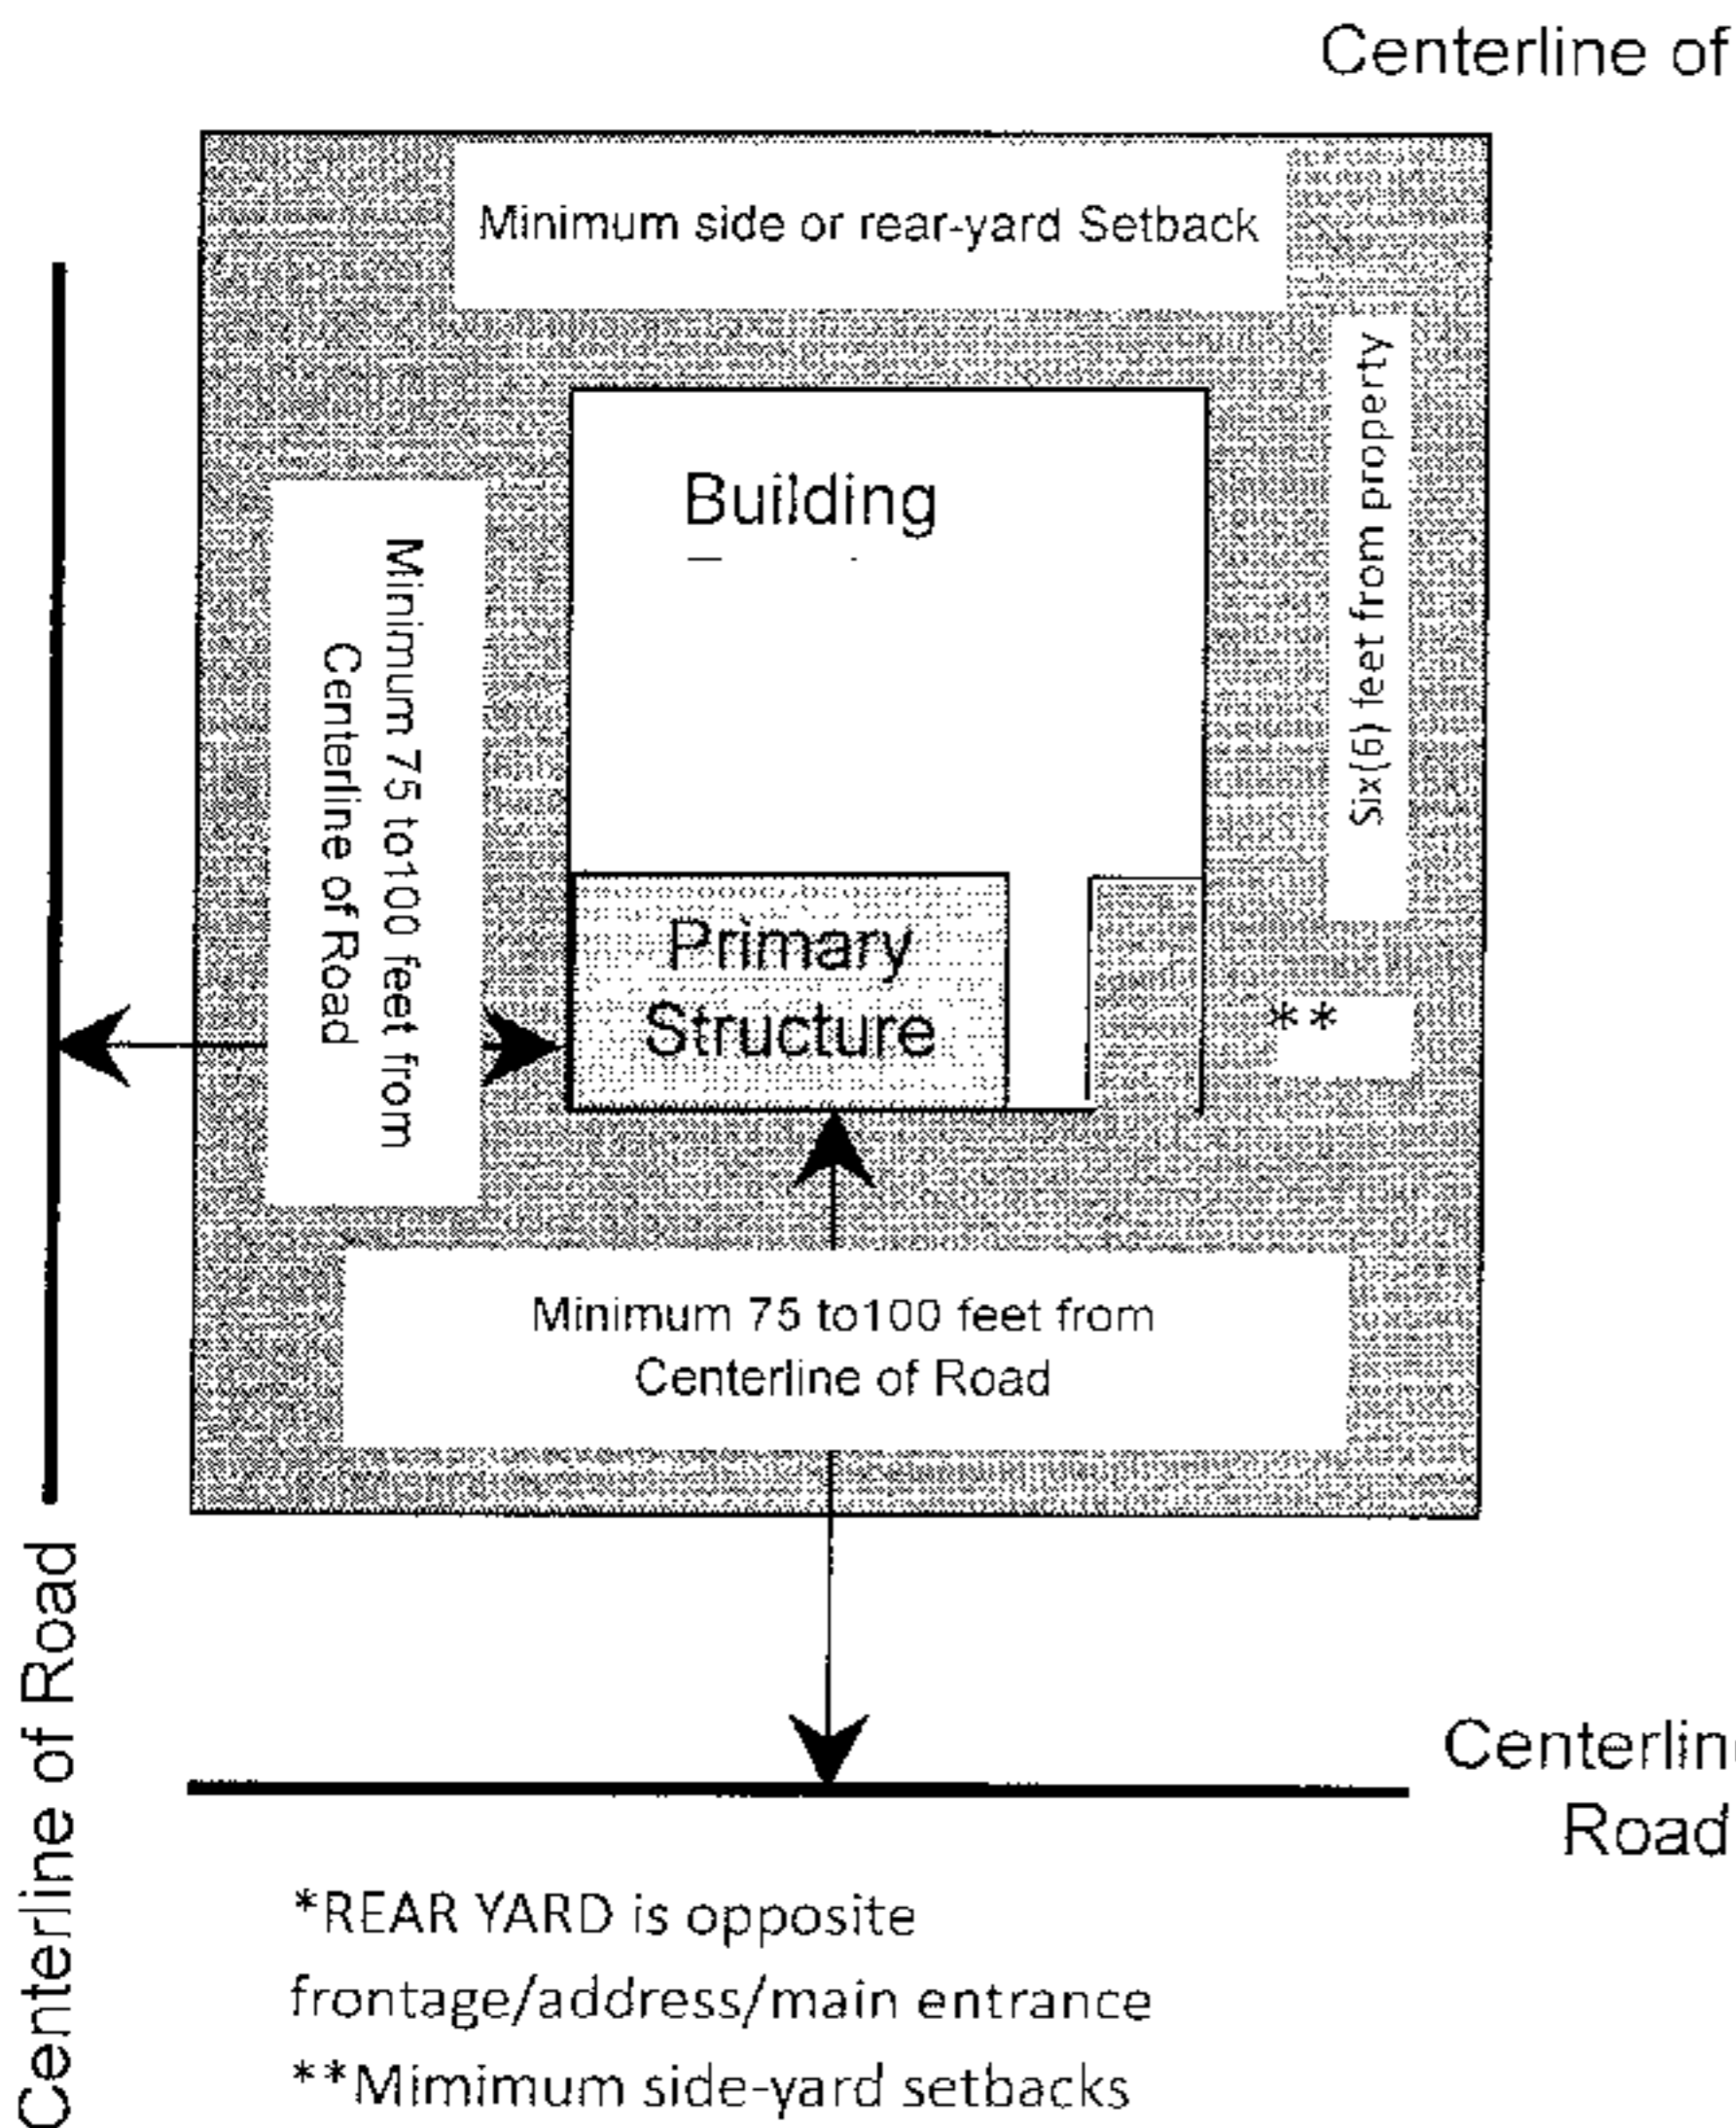 Centerline of
Minimum side or rear-yard Setback
Six(6) feet from property
Building
Minimum 75 to100 feet from
Centerline of Road
Primary
Structure
**
Minimum 75 to100 feet from
Centerline of Road
Centerline of Road
Centerlin
Road
*REAR YARD is opposite
frontage/address/main entrance
**Mimimum side-yard setbacks